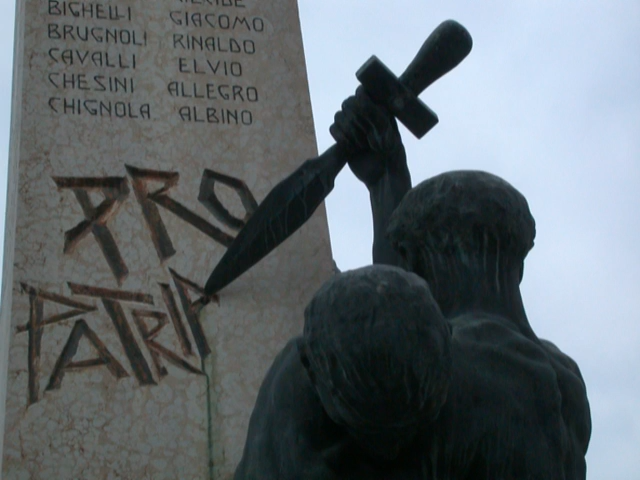 BIGHELLI GIACOMO
BRUGNOLI RINALDO
CAVALLI ELVIO
CHESINI ALLEGRO
CHIGNOLA ALBINO
PRO
PATRIA